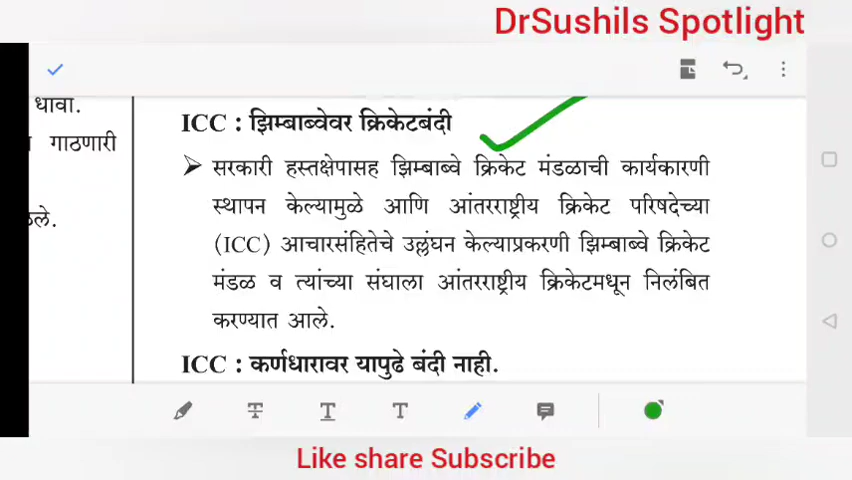 DrSushils Spotlight
धावा.
गाठणारी
ICC : झिम्बाब्वेवर क्रिकेटबंदी
➢ सरकारी हस्तक्षेपासह झिम्बाब्वे क्रिकेट मंडळाची कार्यकारणी
स्थापन केल्यामुळे आणि आंतरराष्ट्रीय क्रिकेट परिषदेच्या
(ICC) आचारसंहितेचे उल्लंघन केल्याप्रकरणी झिम्बाब्वे क्रिकेट
मंडळ व त्यांच्या संघाला आंतरराष्ट्रीय क्रिकेटमधून निलंबित
करण्यात आले.
ICC : कर्णधारावर यापुढे बंदी नाही.
T T T
Like share Subscribe